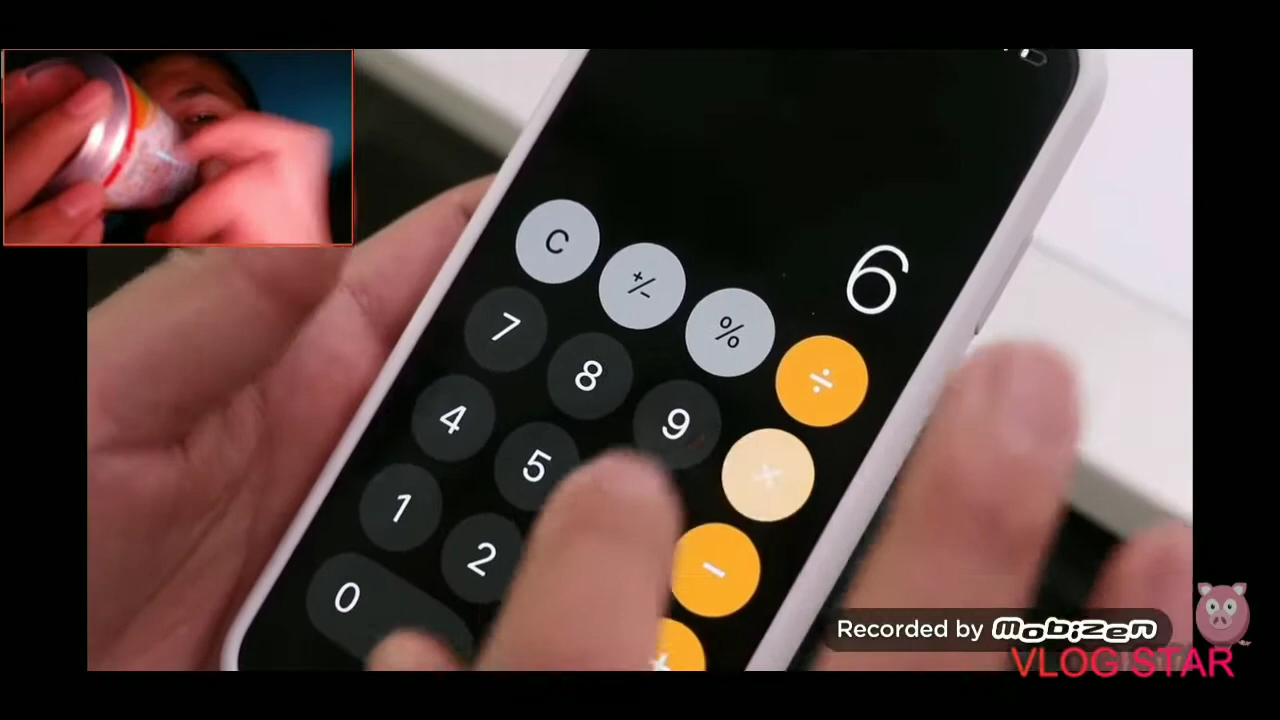 6
C +/- % ÷
7 8 9 ×
4 5 −
1 2
0
Recorded by Mobizen
VLOG STAR